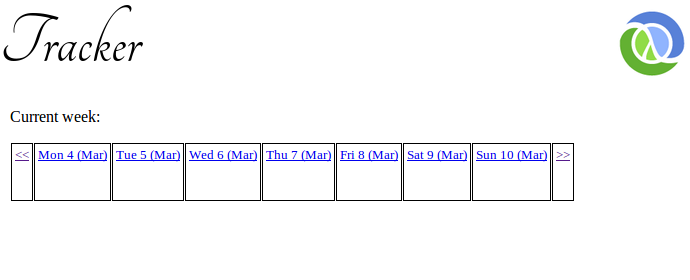 Tracker
Current week:
<< Mon 4 (Mar) Tue 5 (Mar) Wed 6 (Mar) Thu 7 (Mar) Fri 8 (Mar) Sat 9 (Mar) Sun 10 (Mar) >>